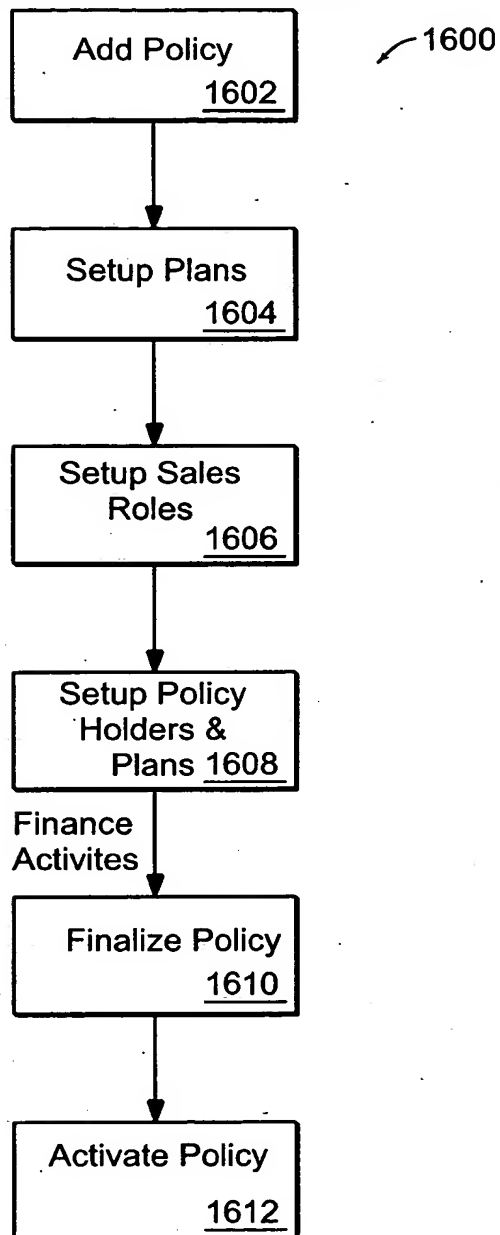 Add Policy
1602
1600
Setup Plans
1604
Setup Sales
Roles
1606
Setup Policy
Holders &
Plans 1608
Finance
Activites
Finalize Policy
1610
Activate Policy
1612